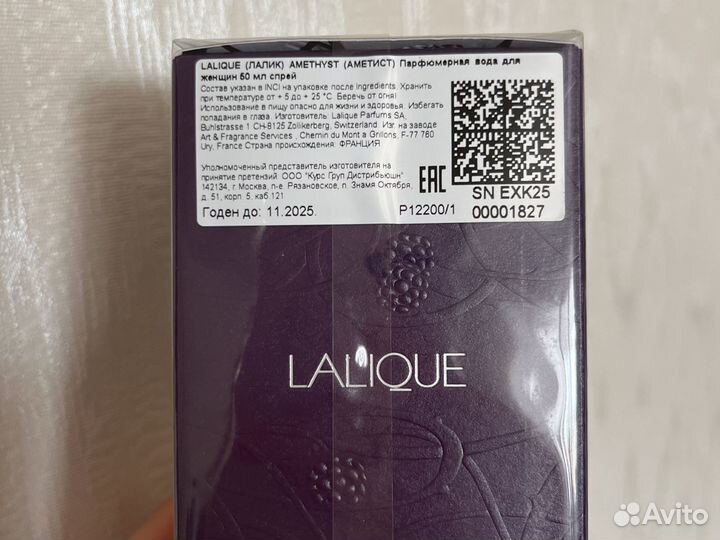 LALIQUE (ЛАЛИК) AMETHYST (АМЕТИСТ) Парфюмерная вода для
женщин 50 мл спрей
Состав указан в INCI на упаковке после Ingredients. Хранить
при температуре от + 5 до + 25 °С. Беречь от огня!
Использование в пищу опасно для жизни и здоровья. Избегать
попадания в глаза. Изготовитель: Lalique Parfums SA,
Buhlstrasse 1 CH-8125 Zollikerberg, Switzerland. Изг. на заводе
Art & Fragrance Services , Chemin du Mont a Grillons, F-77 760
Ury, France Страна происхождения: ФРАНЦИЯ
Уполномоченный представитель изготовителя на
принятие претензий: ООО "Курс Груп Дистрибьюшн"
142134, г. Москва, п-е Рязановское, п. Знамя Октября,
д. 51, корп. 5, каб.121
Годен до: 11.2025. P12200/1
EAC
SN EXK25
00001827
LALIQUE
Avito